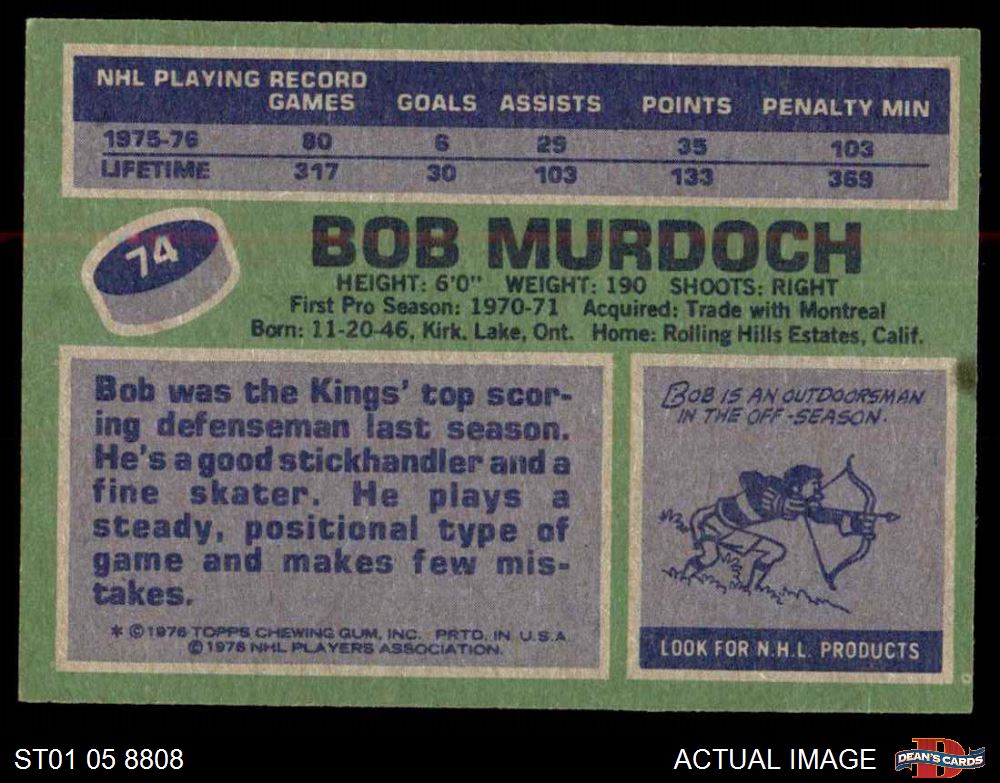 NHL PLAYING RECORD
GAMES GOALS ASSISTS POINTS PENALTY MIN
1975-76 80 6 29 35 103
LIFETIME 317 30 103 133 369
74
BOB MURDOCH
HEIGHT: 6'0" WEIGHT: 190 SHOOTS: RIGHT
First Pro Season: 1970-71 Acquired: Trade with Montreal
Born: 11-20-46, Kirk. Lake, Ont. Home: Rolling Hills Estates, Calif.
Bob was the Kings' top scor-
ing defenseman last season.
He's a good stickhandler and a
fine skater. He plays a
steady, positional type of
game and makes few mis-
takes.
* ©1976 TOPPS CHEWING GUM, INC. PRTD. IN U.S.A.
©1976 NHL PLAYERS ASSOCIATION.
BOB IS AN OUTDOORSMAN
IN THE OFF-SEASON.
LOOK FOR N.H.L. PRODUCTS
ST01 05 8808
ACTUAL IMAGE
D
DEAN'S CARDS